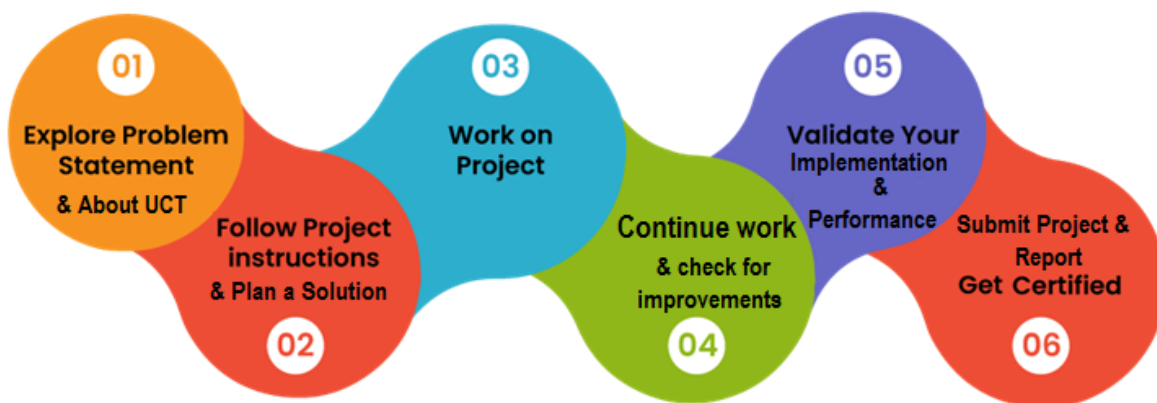 01
Explore Problem
Statement
& About UCT
Follow Project
instructions
& Plan a Solution
02
03
Work on
Project
Continue work
& check for
improvements
04
05
Validate Your
Implementation
&
Performance
Submit Project &
Report
Get Certified
06